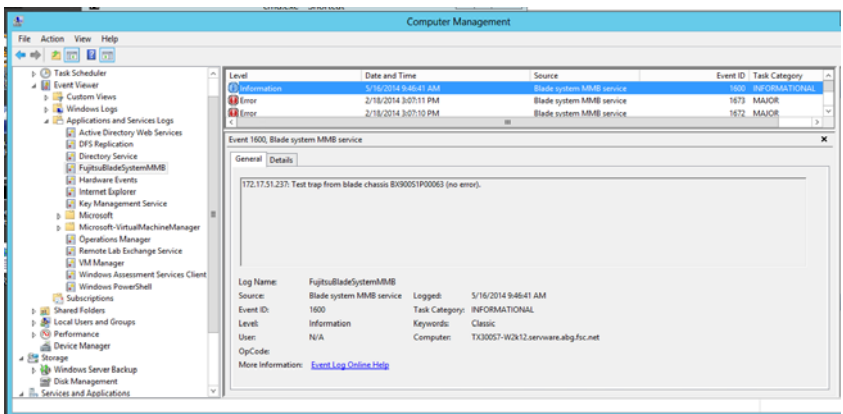 cmd.exe - Shortcut
Computer Management
File Action View Help
Task Scheduler
Event Viewer
Custom Views
Windows Logs
Applications and Services Logs
Active Directory Web Services
DFS Replication
Directory Service
FujitsuBladeSystemMMB
Hardware Events
Internet Explorer
Key Management Service
Microsoft
Microsoft-VirtualMachineManager
Operations Manager
Remote Lab Exchange Service
VM Manager
Windows Assessment Services Client
Windows PowerShell
Subscriptions
Shared Folders
Local Users and Groups
Performance
Device Manager
Storage
Windows Server Backup
Disk Management
Services and Applications
Level Date and Time Source Event ID Task Category
Information 5/16/2014 9:46:41 AM Blade system MMB service 1600 INFORMATIONAL
Error 2/18/2014 3:07:11 PM Blade system MMB service 1673 MAJOR
Error 2/18/2014 3:07:10 PM Blade system MMB service 1672 MAJOR
Event 1600, Blade system MMB service
General Details
172.17.51.237: Test trap from blade chassis BX900S1P00063 (no error).
Log Name: FujitsuBladeSystemMMB
Source: Blade system MMB service Logged: 5/16/2014 9:46:41 AM
Event ID: 1600 Task Category: INFORMATIONAL
Level: Information Keywords: Classic
User: N/A Computer: TX300S7-W2k12.servware.abg.fsc.net
OpCode:
More Information: Event Log Online Help